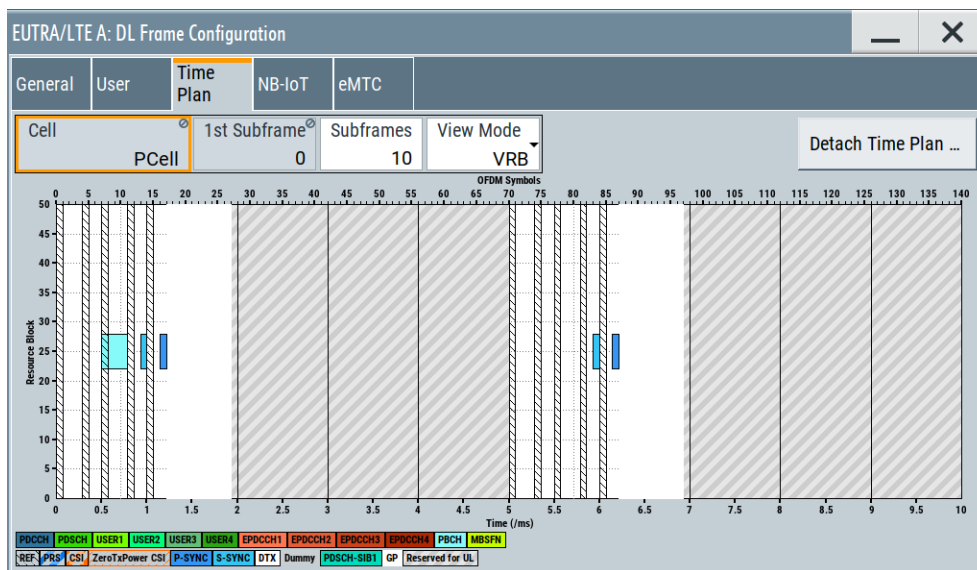 EUTRA/LTE A: DL Frame Configuration
General User Time Plan NB-IoT eMTC
Cell 1st Subframe Subframes View Mode
PCell 0 10 VRB
Detach Time Plan ...
OFDM Symbols
0 5 10 15 20 25 30 35 40 45 50 55 60 65 70 75 80 85 90 95 100 105 110 115 120 125 130 135 140
50
45
40
35
30
25
20
15
10
5
0
Resource Block
0 0.5 1 1.5 2 2.5 3 3.5 4 4.5 5 5.5 6 6.5 7 7.5 8 8.5 9 9.5 10
Time (/ms)
PDCCH PDSCH USER1 USER2 USER3 USER4 EPDCCH1 EPDCCH2 EPDCCH3 EPDCCH4 PBCH MBSFN
REF PRS CSI ZeroTxPower CSI P-SYNC S-SYNC DTX Dummy PDSCH-SIB1 GP Reserved for UL